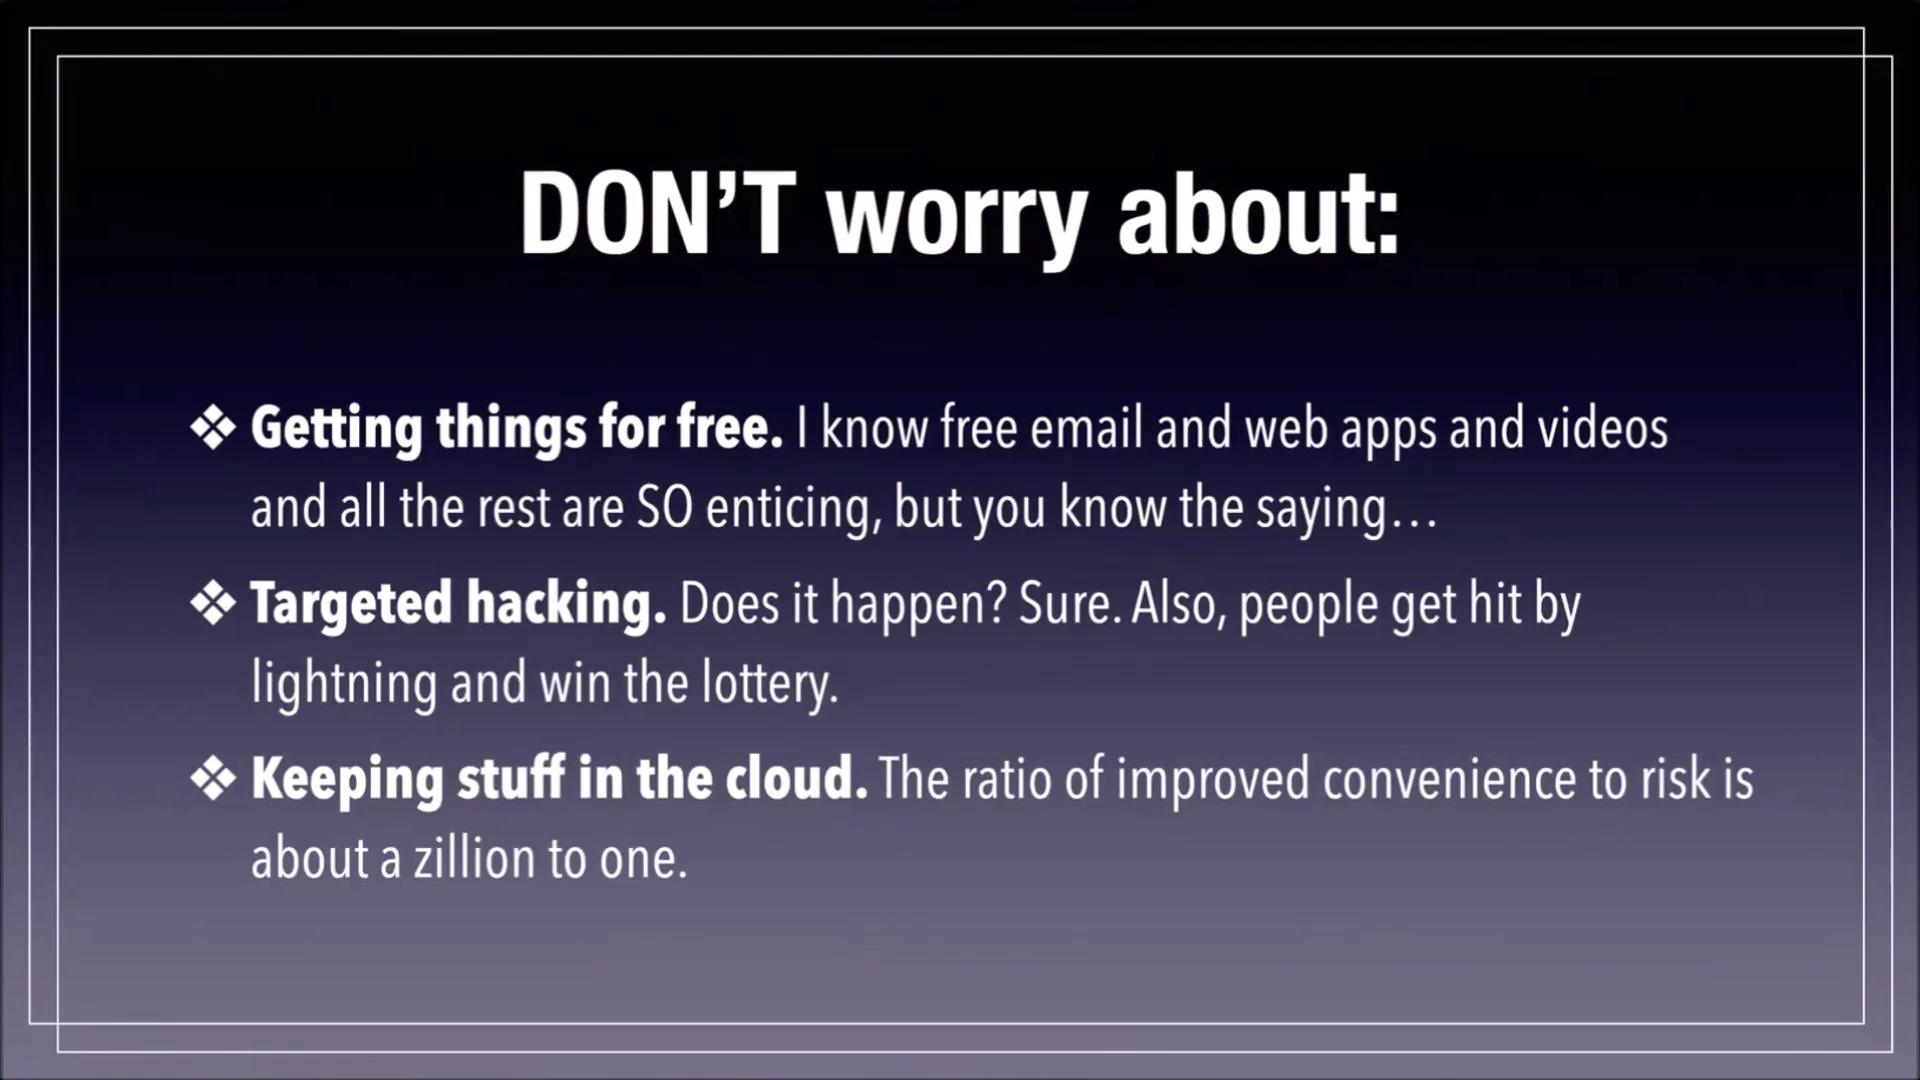 DON’T worry about:
❖ Getting things for free. I know free email and web apps and videos
and all the rest are SO enticing, but you know the saying…
❖ Targeted hacking. Does it happen? Sure. Also, people get hit by
lightning and win the lottery.
❖ Keeping stuff in the cloud. The ratio of improved convenience to risk is
about a zillion to one.